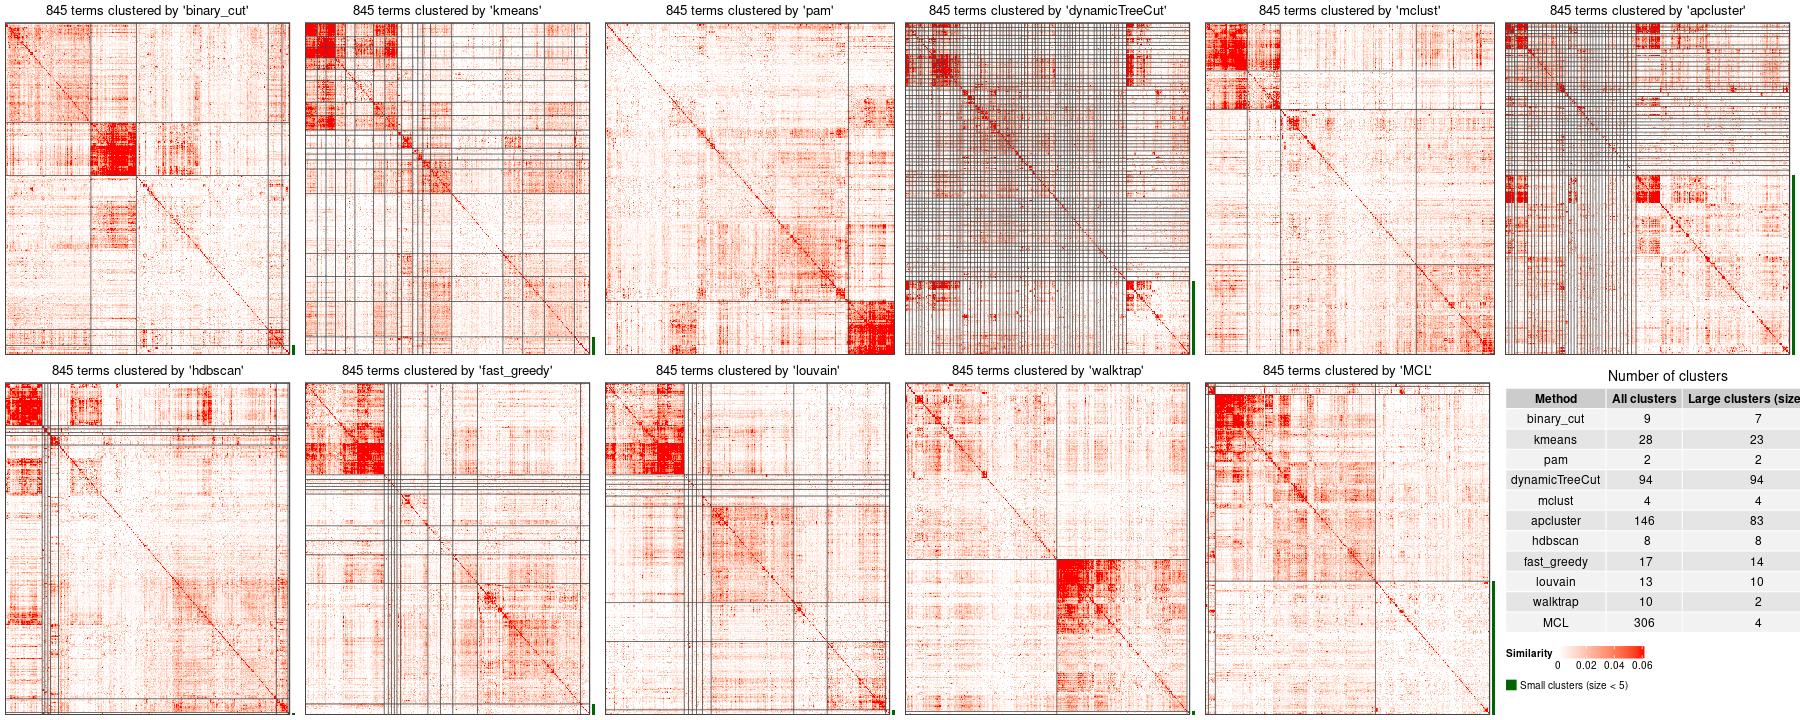 845 terms clustered by 'binary_cut'
845 terms clustered by 'kmeans'
845 terms clustered by 'pam'
845 terms clustered by 'dynamicTreeCut'
845 terms clustered by 'mclust'
845 terms clustered by 'apcluster'
845 terms clustered by 'hdbscan'
845 terms clustered by 'fast_greedy'
845 terms clustered by 'louvain'
845 terms clustered by 'walktrap'
845 terms clustered by 'MCL'
Number of clusters
Method All clusters Large clusters (size
binary_cut 9 7
kmeans 28 23
pam 2 2
dynamicTreeCut 94 94
mclust 4 4
apcluster 146 83
hdbscan 8 8
fast_greedy 17 14
louvain 13 10
walktrap 10 2
MCL 306 4
Similarity
0 0.02 0.04 0.06
Small clusters (size < 5)